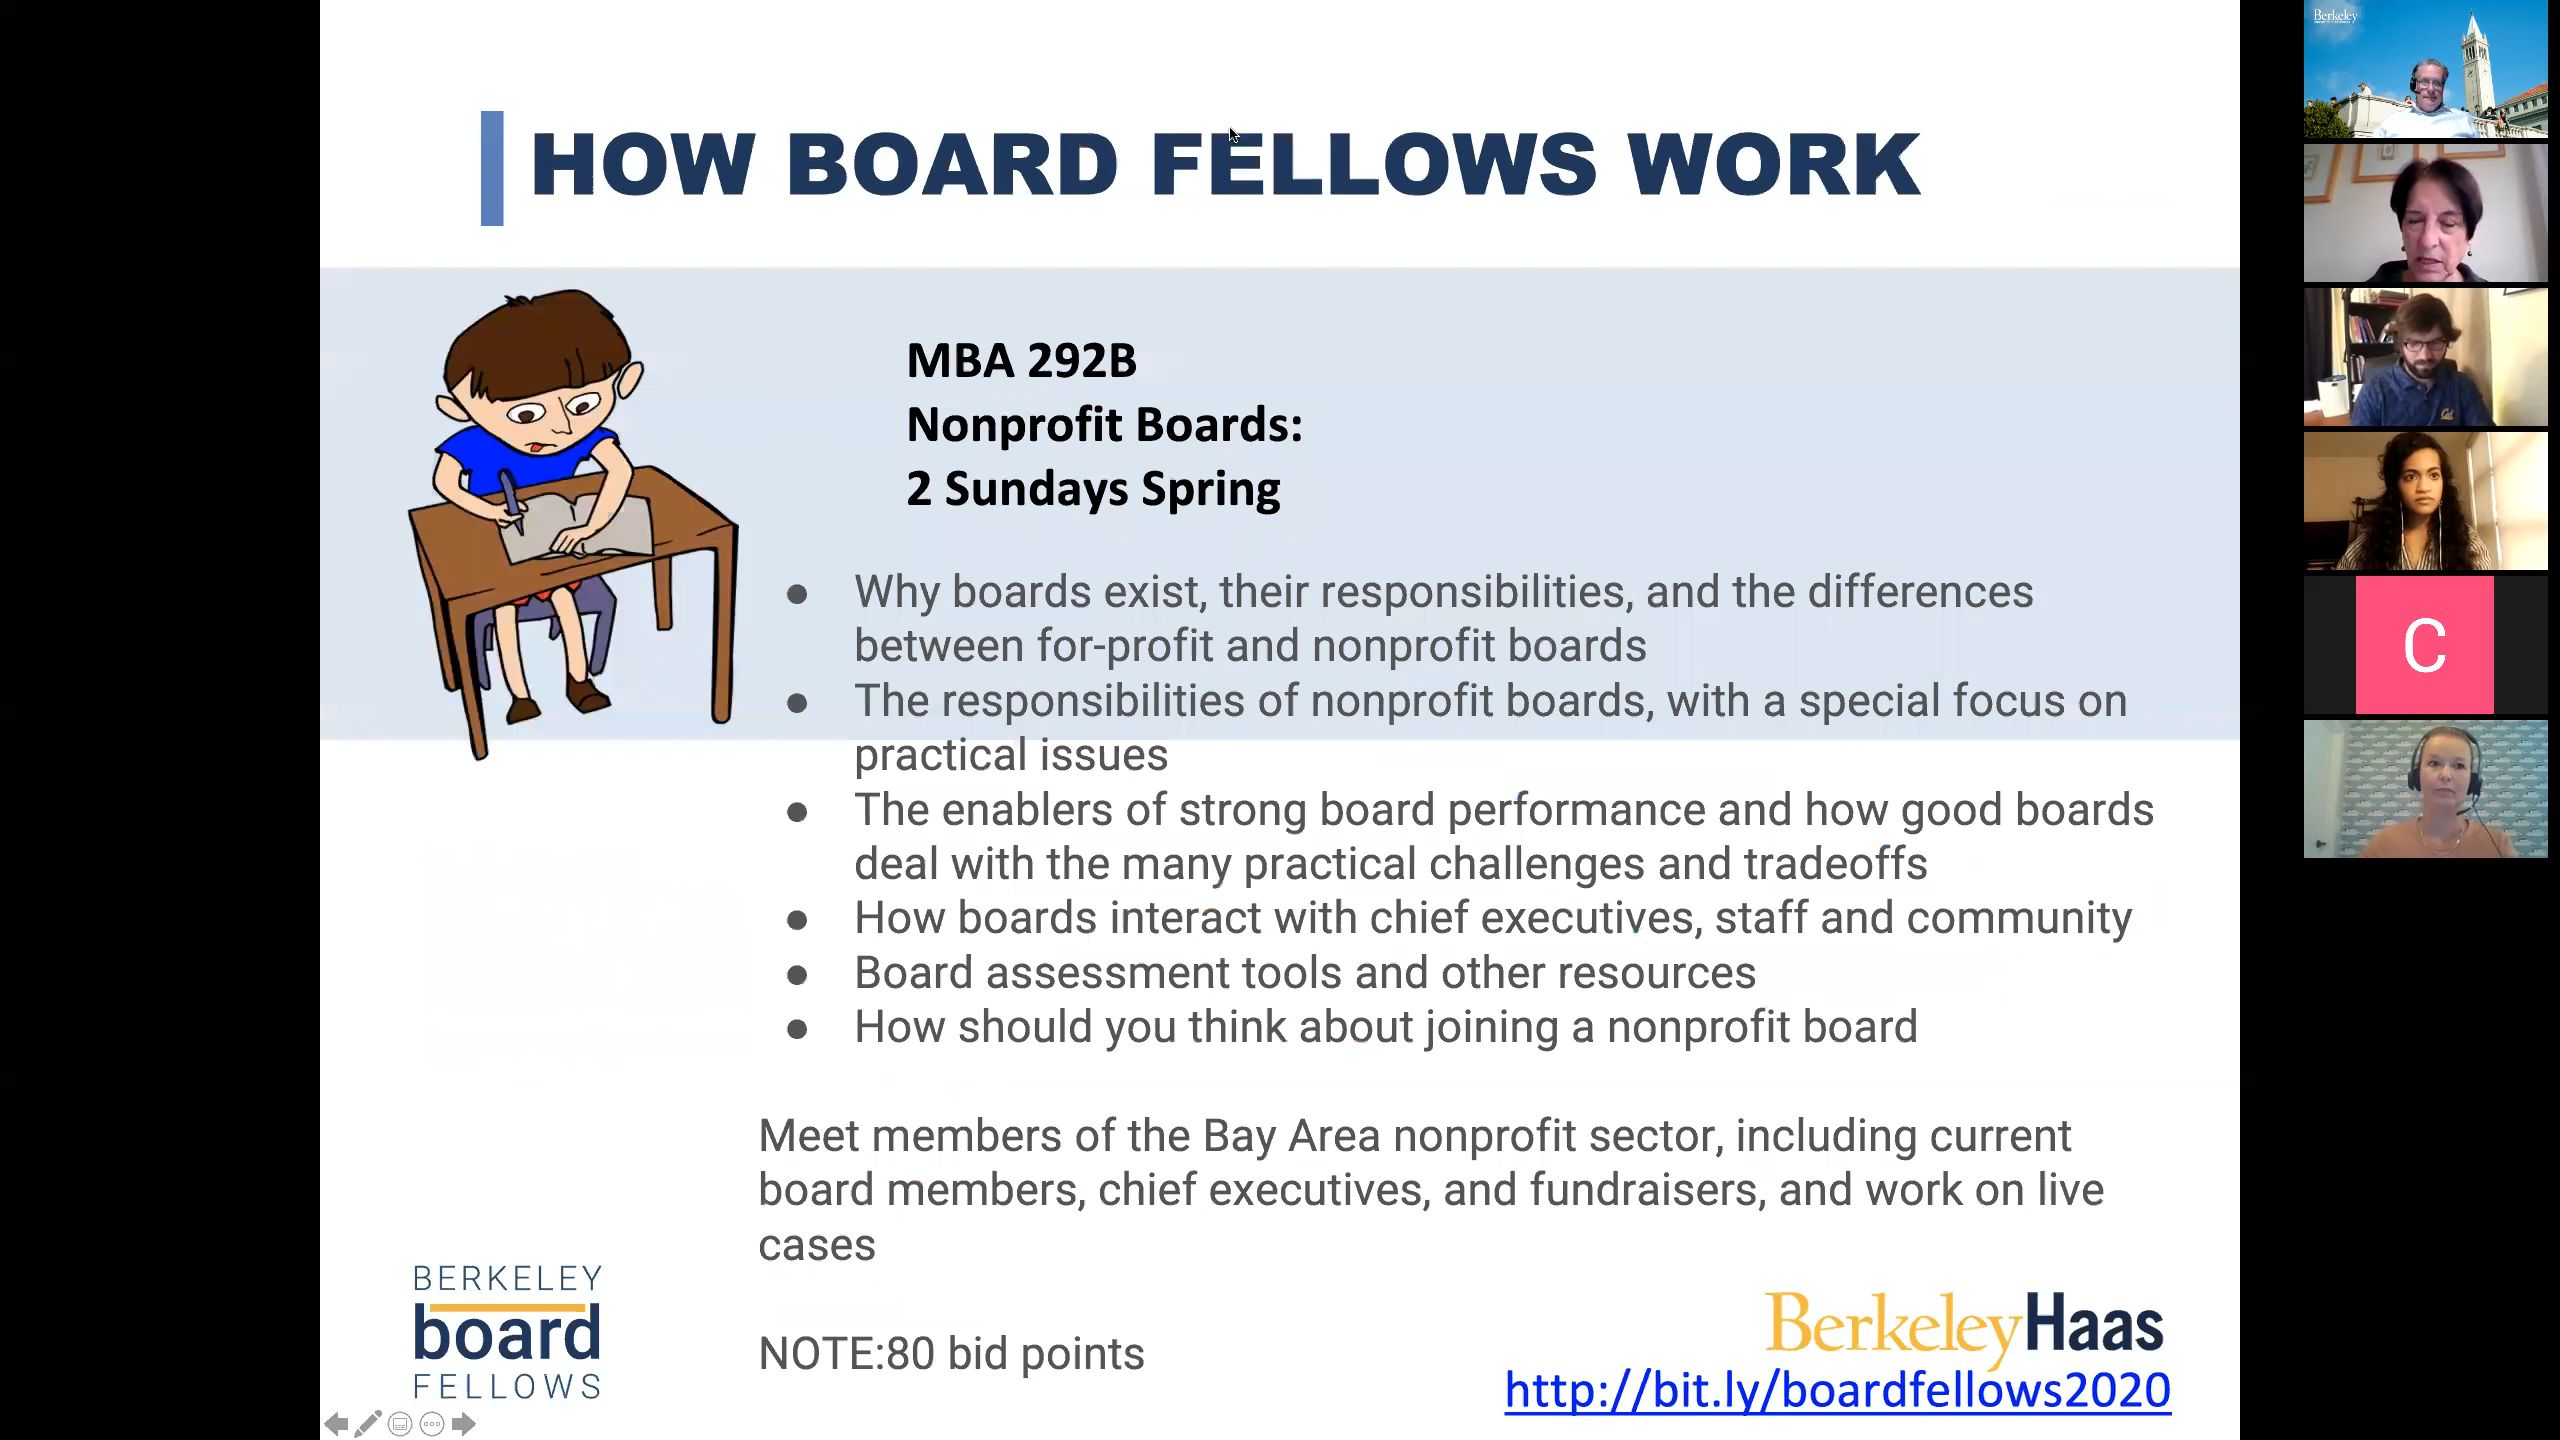 HOW BOARD FELLOWS WORK
MBA 292B
Nonprofit Boards:
2 Sundays Spring
● Why boards exist, their responsibilities, and the differences
between for-profit and nonprofit boards
● The responsibilities of nonprofit boards, with a special focus on
practical issues
● The enablers of strong board performance and how good boards
deal with the many practical challenges and tradeoffs
● How boards interact with chief executives, staff and community
● Board assessment tools and other resources
● How should you think about joining a nonprofit board
Meet members of the Bay Area nonprofit sector, including current
board members, chief executives, and fundraisers, and work on live
cases
NOTE:80 bid points
BERKELEY
board
FELLOWS
BerkeleyHaas
http://bit.ly/boardfellows2020
Berkeley
Cal
C